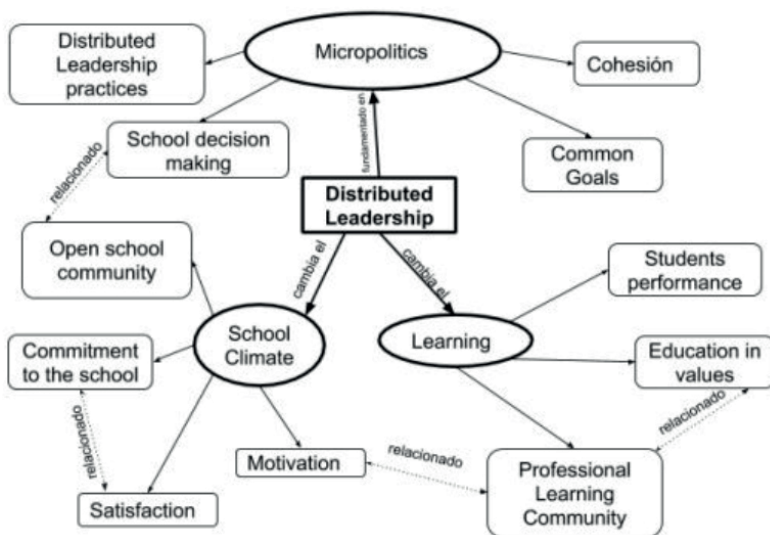 Distributed
Leadership
practices
Micropolitics
Cohesión
School decision
making
fundamentado en
Common
Goals
relacionado
Distributed
Leadership
Open school
community
cambia el
cambia el
Students
performance
School
Climate
Learning
Commitment
to the school
Education in
values
relacionado
relacionado
Motivation
relacionado
Professional
Learning
Community
Satisfaction